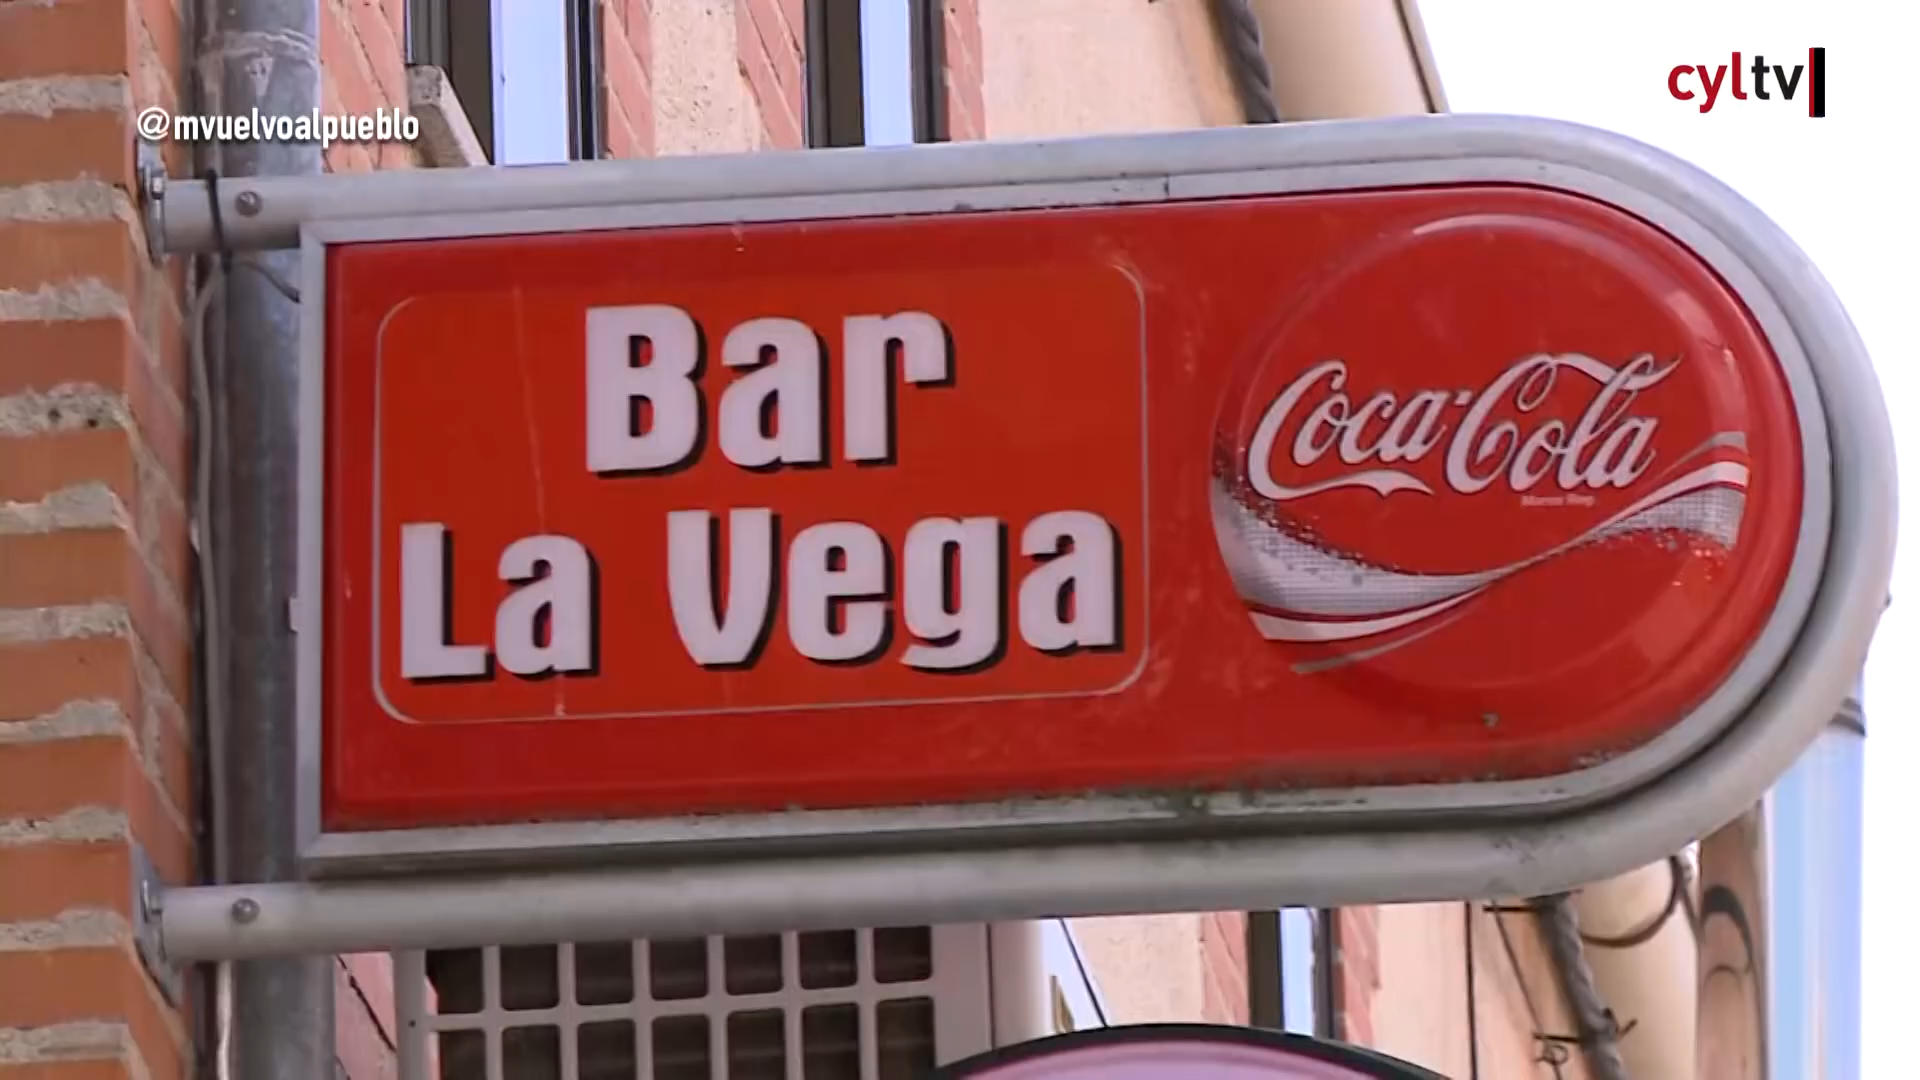 cyltv
@mvuelvoalpueblo
Bar
La Vega
Coca-Cola